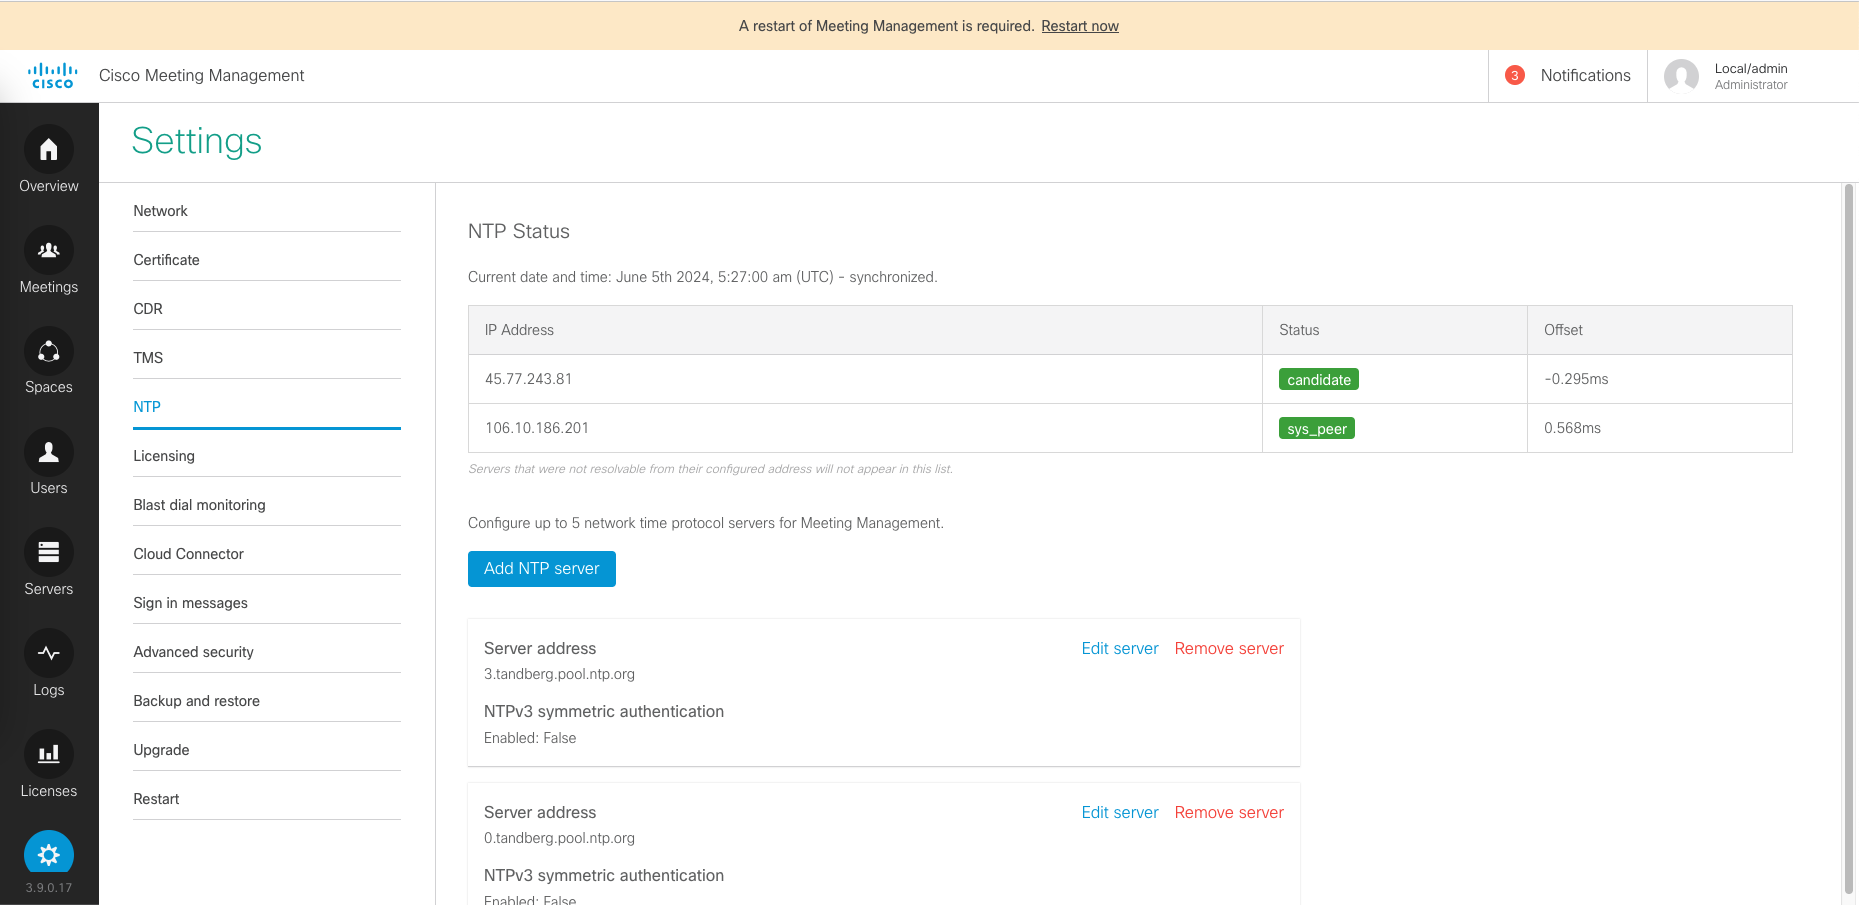 A restart of Meeting Management is required. Restart now
CISCO
Cisco Meeting Management
3 Notifications
Local/admin
Administrator
Overview
Meetings
Spaces
Users
Servers
Logs
Licenses
3.9.0.17
Settings
Network
Certificate
CDR
TMS
NTP
Licensing
Blast dial monitoring
Cloud Connector
Sign in messages
Advanced security
Backup and restore
Upgrade
Restart
NTP Status
Current date and time: June 5th 2024, 5:27:00 am (UTC) - synchronized.
IP Address Status Offset
45.77.243.81 candidate -0.295ms
106.10.186.201 sys_peer 0.568ms
Servers that were not resolvable from their configured address will not appear in this list.
Configure up to 5 network time protocol servers for Meeting Management.
Add NTP server
Server address Edit server Remove server
3.tandberg.pool.ntp.org
NTPv3 symmetric authentication
Enabled: False
Server address Edit server Remove server
0.tandberg.pool.ntp.org
NTPv3 symmetric authentication
Enabled: False